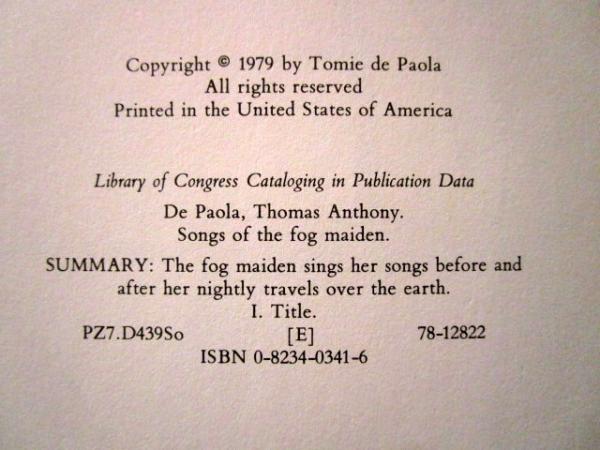 Copyright © 1979 by Tomie de Paola
All rights reserved
Printed in the United States of America
Library of Congress Cataloging in Publication Data
De Paola, Thomas Anthony.
Songs of the fog maiden.
SUMMARY: The fog maiden sings her songs before and
after her nightly travels over the earth.
I. Title.
PZ7.D439So [E] 78-12822
ISBN 0-8234-0341-6